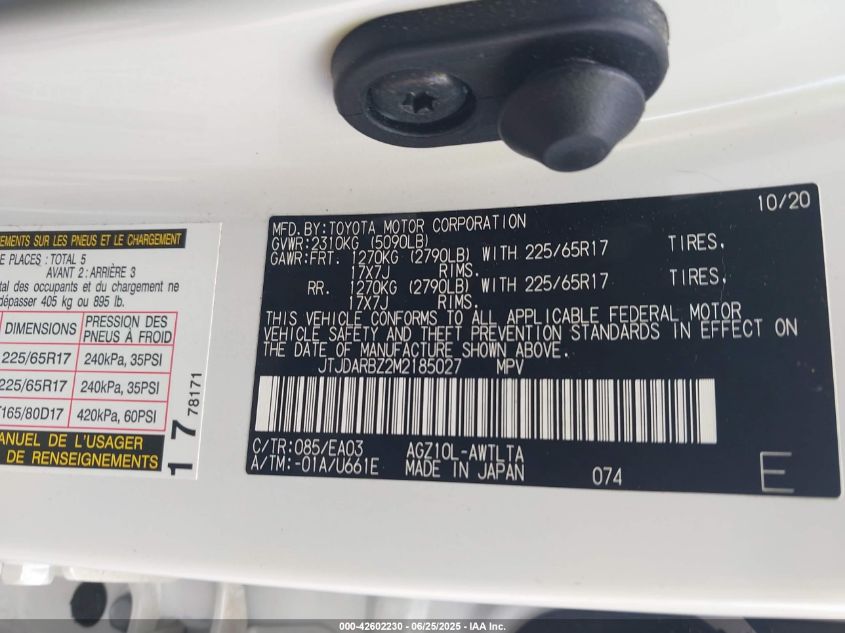 EMENTS SUR LES PNEUS ET LE CHARGEMENT
E PLACES : TOTAL 5
AVANT 2 : ARRIÈRE 3
tal des occupants et du chargement ne
dépasser 405 kg ou 895 lb.
DIMENSIONS PRESSION DES PNEUS À FROID
225/65R17 240kPa, 35PSI
225/65R17 240kPa, 35PSI
T165/80D17 420kPa, 60PSI
ANUEL DE L'USAGER
DE RENSEIGNEMENTS
17 78171
10/20
MFD.BY:TOYOTA MOTOR CORPORATION
GVWR:2310KG (5090LB)
GAWR:FRT. 1270KG (2790LB) WITH 225/65R17 TIRES,
17X7J RIMS.
RR. 1270KG (2790LB) WITH 225/65R17 TIRES,
17X7J RIMS.
THIS VEHICLE CONFORMS TO ALL APPLICABLE FEDERAL MOTOR
VEHICLE SAFETY AND THEFT PREVENTION STANDARDS IN EFFECT ON
THE DATE OF MANUFACTURE SHOWN ABOVE.
JTJDARBZ2M2185027 MPV
C/TR:085/EA03 AGZ10L-AWTLTA
A/TM:-01A/U661E MADE IN JAPAN 074 E
000-42602230 - 06/25/2025 - IAA Inc.